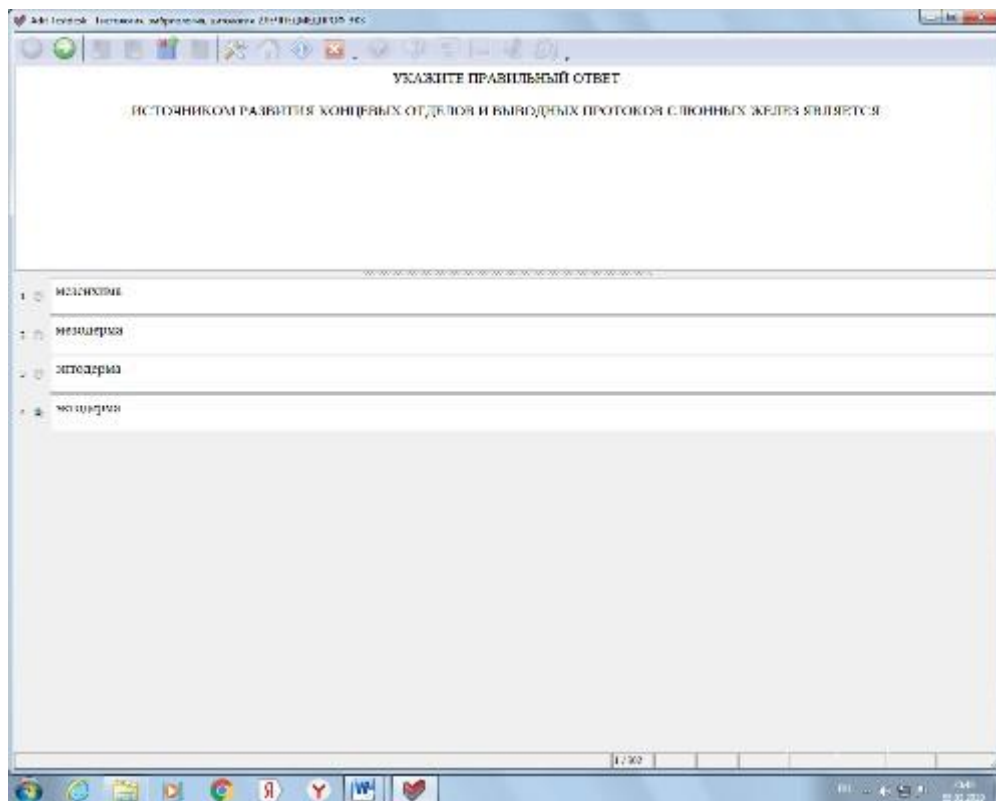 УКАЖИТЕ ПРАВИЛЬНЫЙ ОТВЕТ
ИСТОЧНИКОМ РАЗВИТИЯ КОНЦЕВЫХ ОТДЕЛОВ И ВЫВОДНЫХ ПРОТОКОВ СЛЮННЫХ ЖЕЛЕЗ ЯВЛЯЕТСЯ
мезенхима
мезодерма
энтодерма
эктодерма